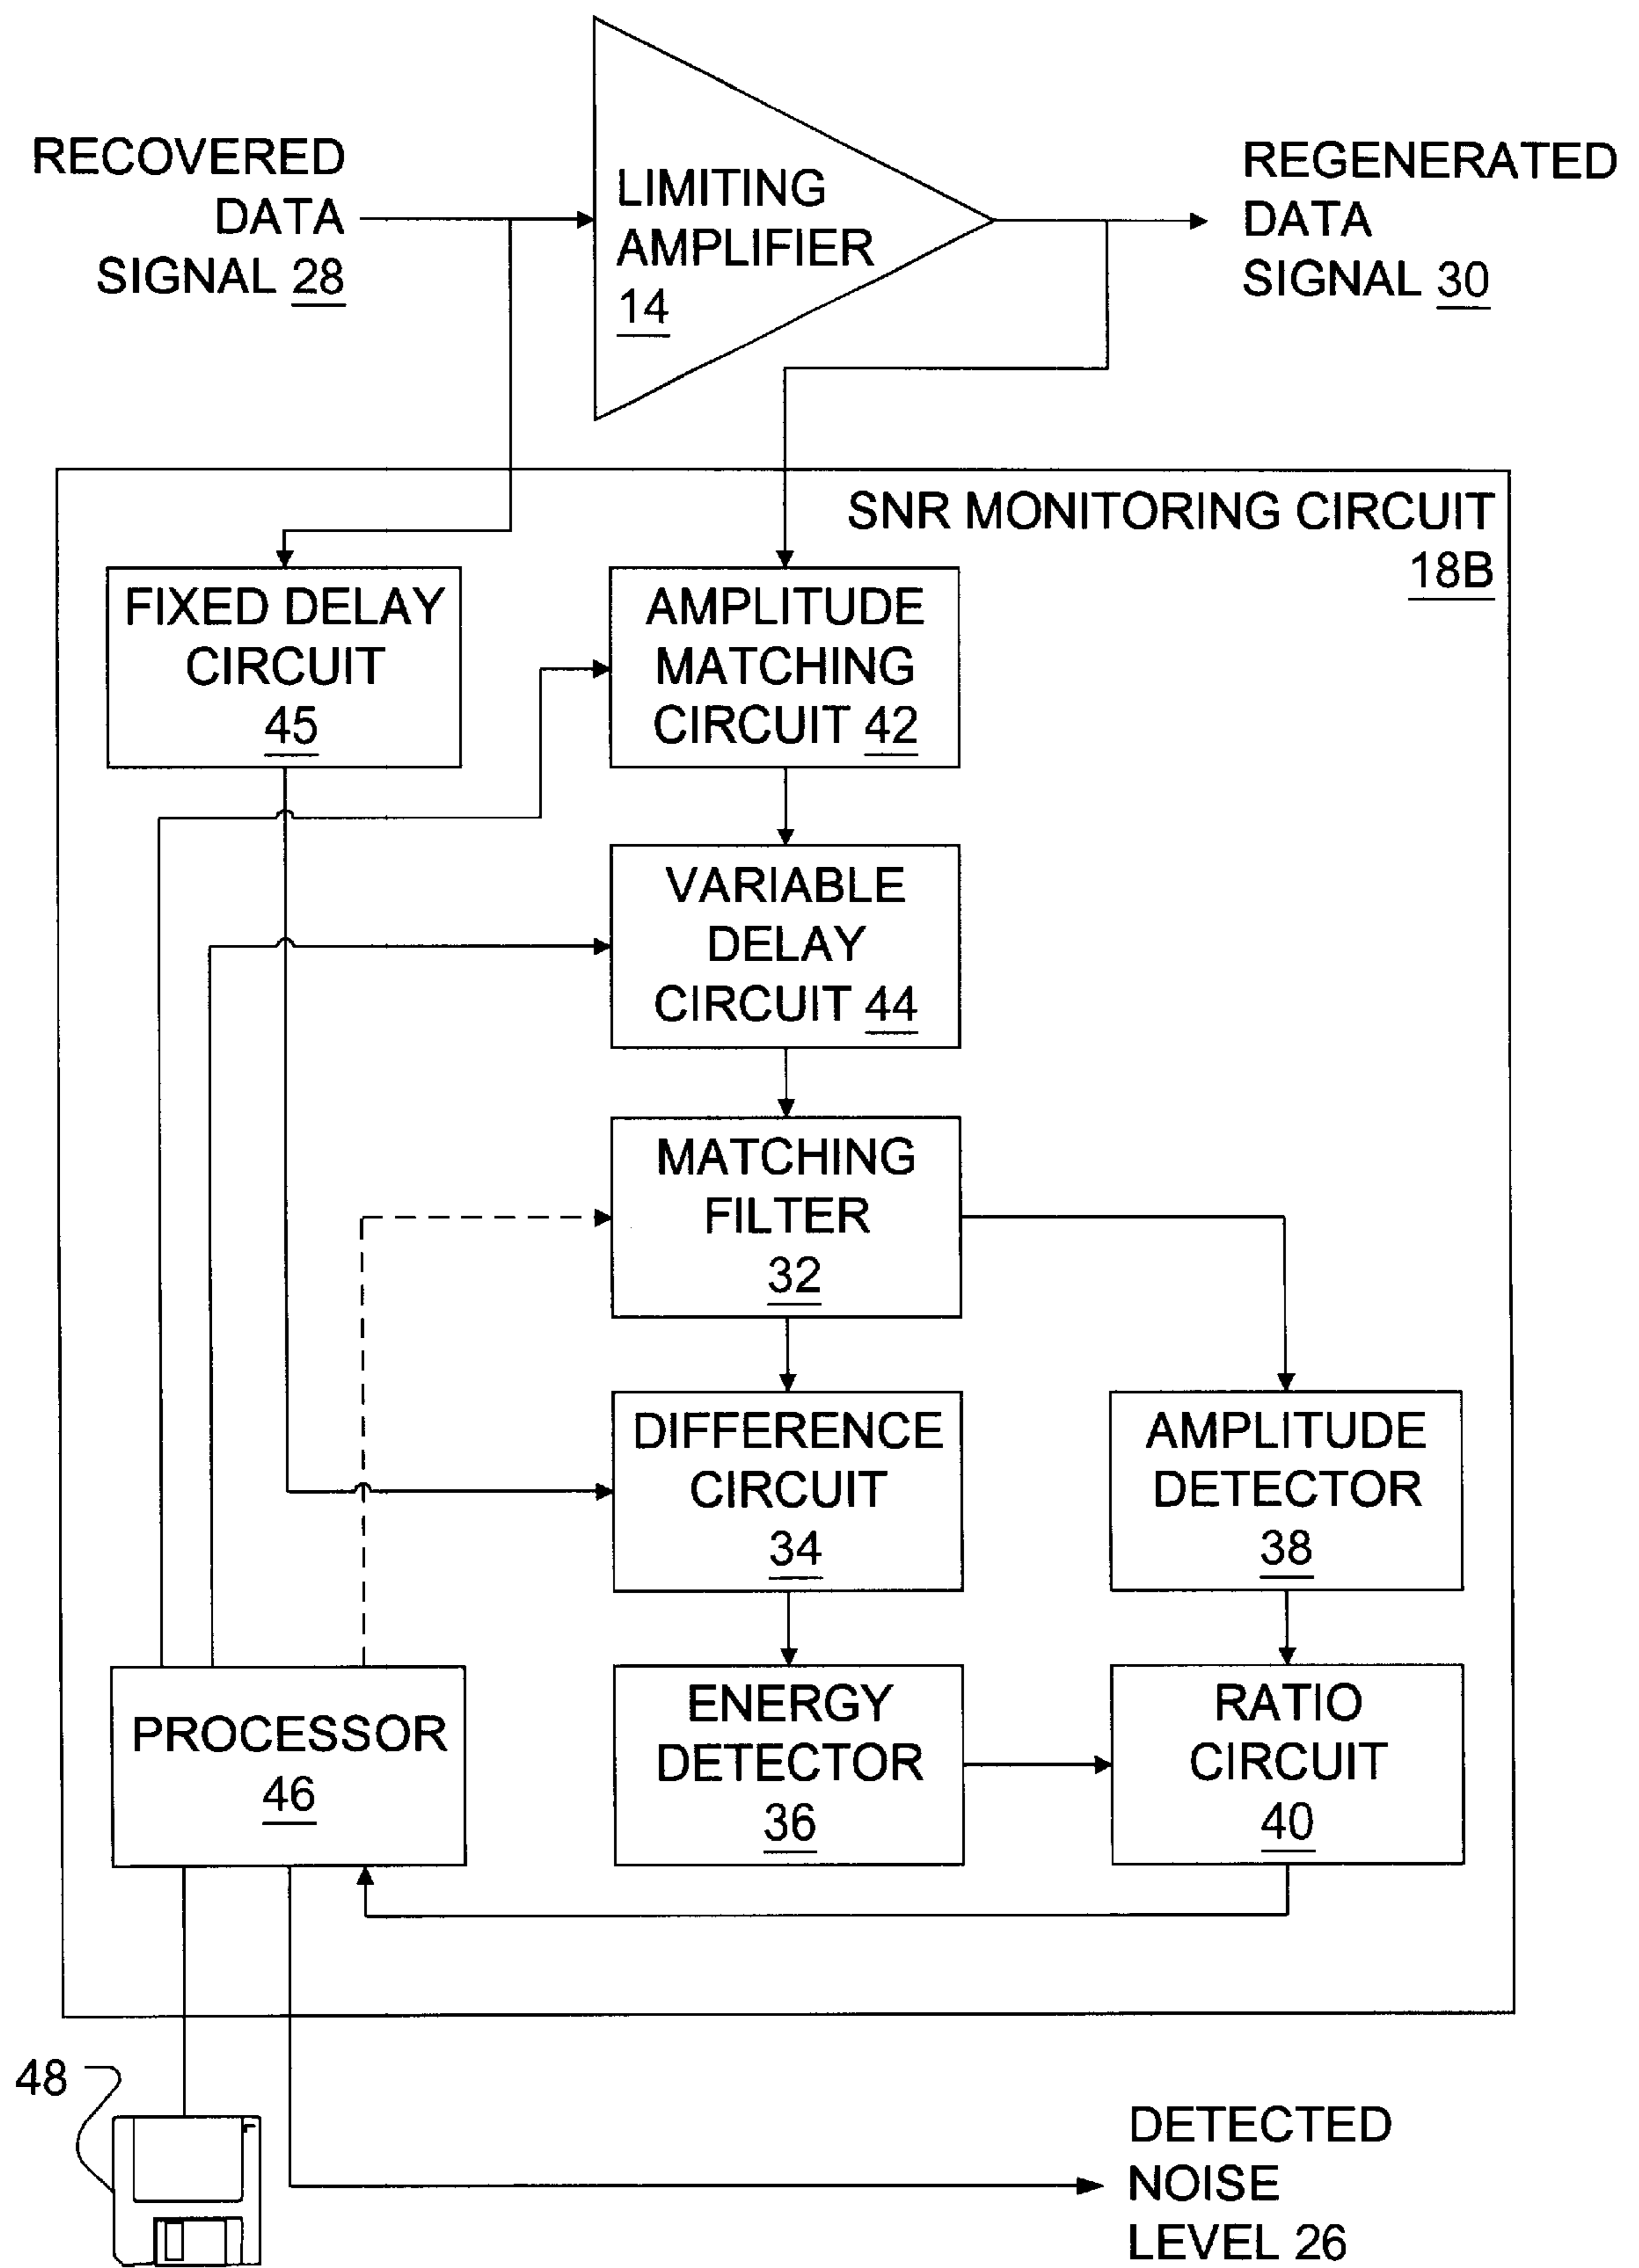 RECOVERED
DATA
SIGNAL 28
LIMITING
AMPLIFIER
14
REGENERATED
DATA
SIGNAL 30
SNR MONITORING CIRCUIT
18B
FIXED DELAY
CIRCUIT
45
AMPLITUDE
MATCHING
CIRCUIT 42
VARIABLE
DELAY
CIRCUIT 44
MATCHING
FILTER
32
DIFFERENCE
CIRCUIT
34
AMPLITUDE
DETECTOR
38
PROCESSOR
46
ENERGY
DETECTOR
36
RATIO
CIRCUIT
40
48
DETECTED
NOISE
LEVEL 26